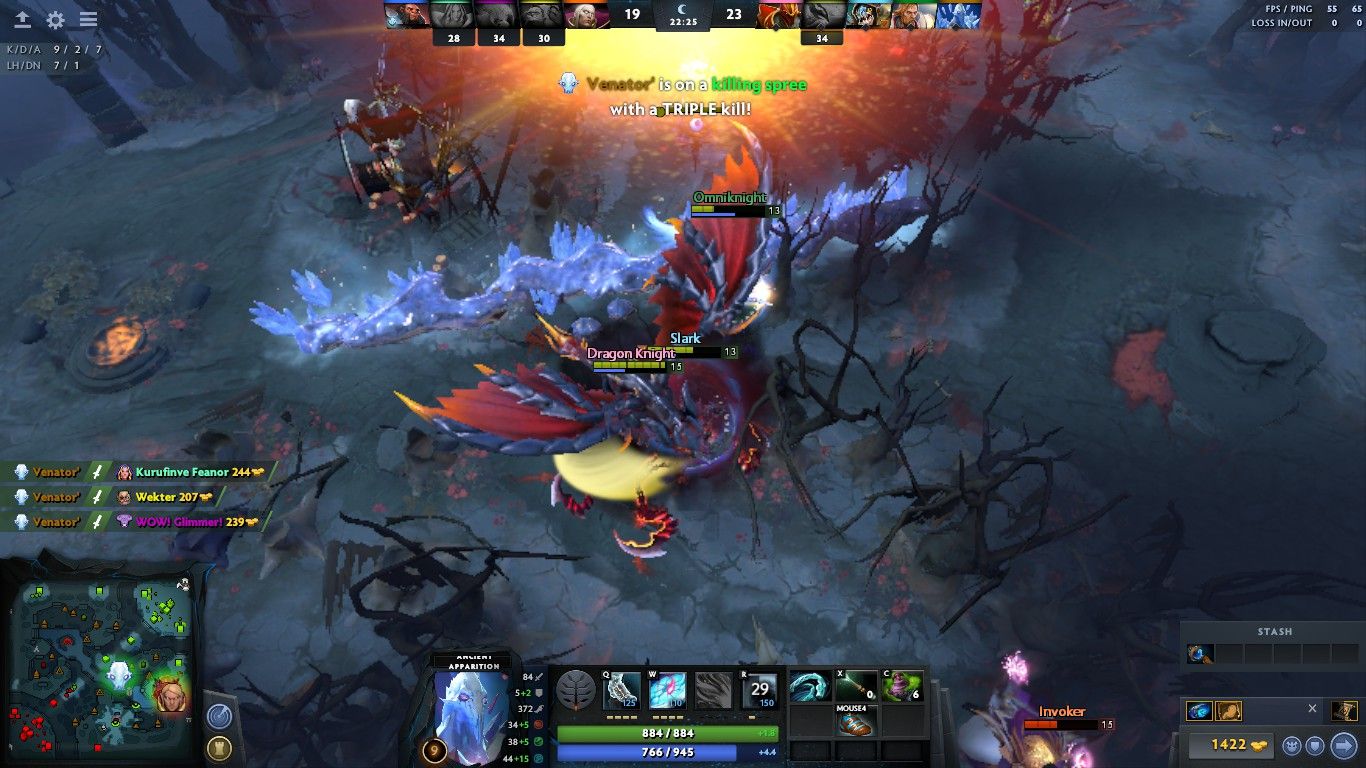 19
22:25
23
FPS / PING 55 65
LOSS IN/OUT 0 0
28
34
30
34
K/D/A 9 / 2 / 7
LH/DN 7 / 1
Venator' is on a killing spree
with a TRIPLE kill!
Omniknight
13
Slark
13
Dragon Knight
15
Venator' Kurufinve Feanor 244
Venator' Wekter 207
Venator' WOW! Glimmer! 239
STASH
ANCIENT
APPARITION
84
5+2
372
34+5
38+5
44+15
9
Q
125
W
110
R
29
150
X
0
C
6
MOUSE4
884 / 884
+1.8
766 / 945
+4.4
Invoker
15
1422